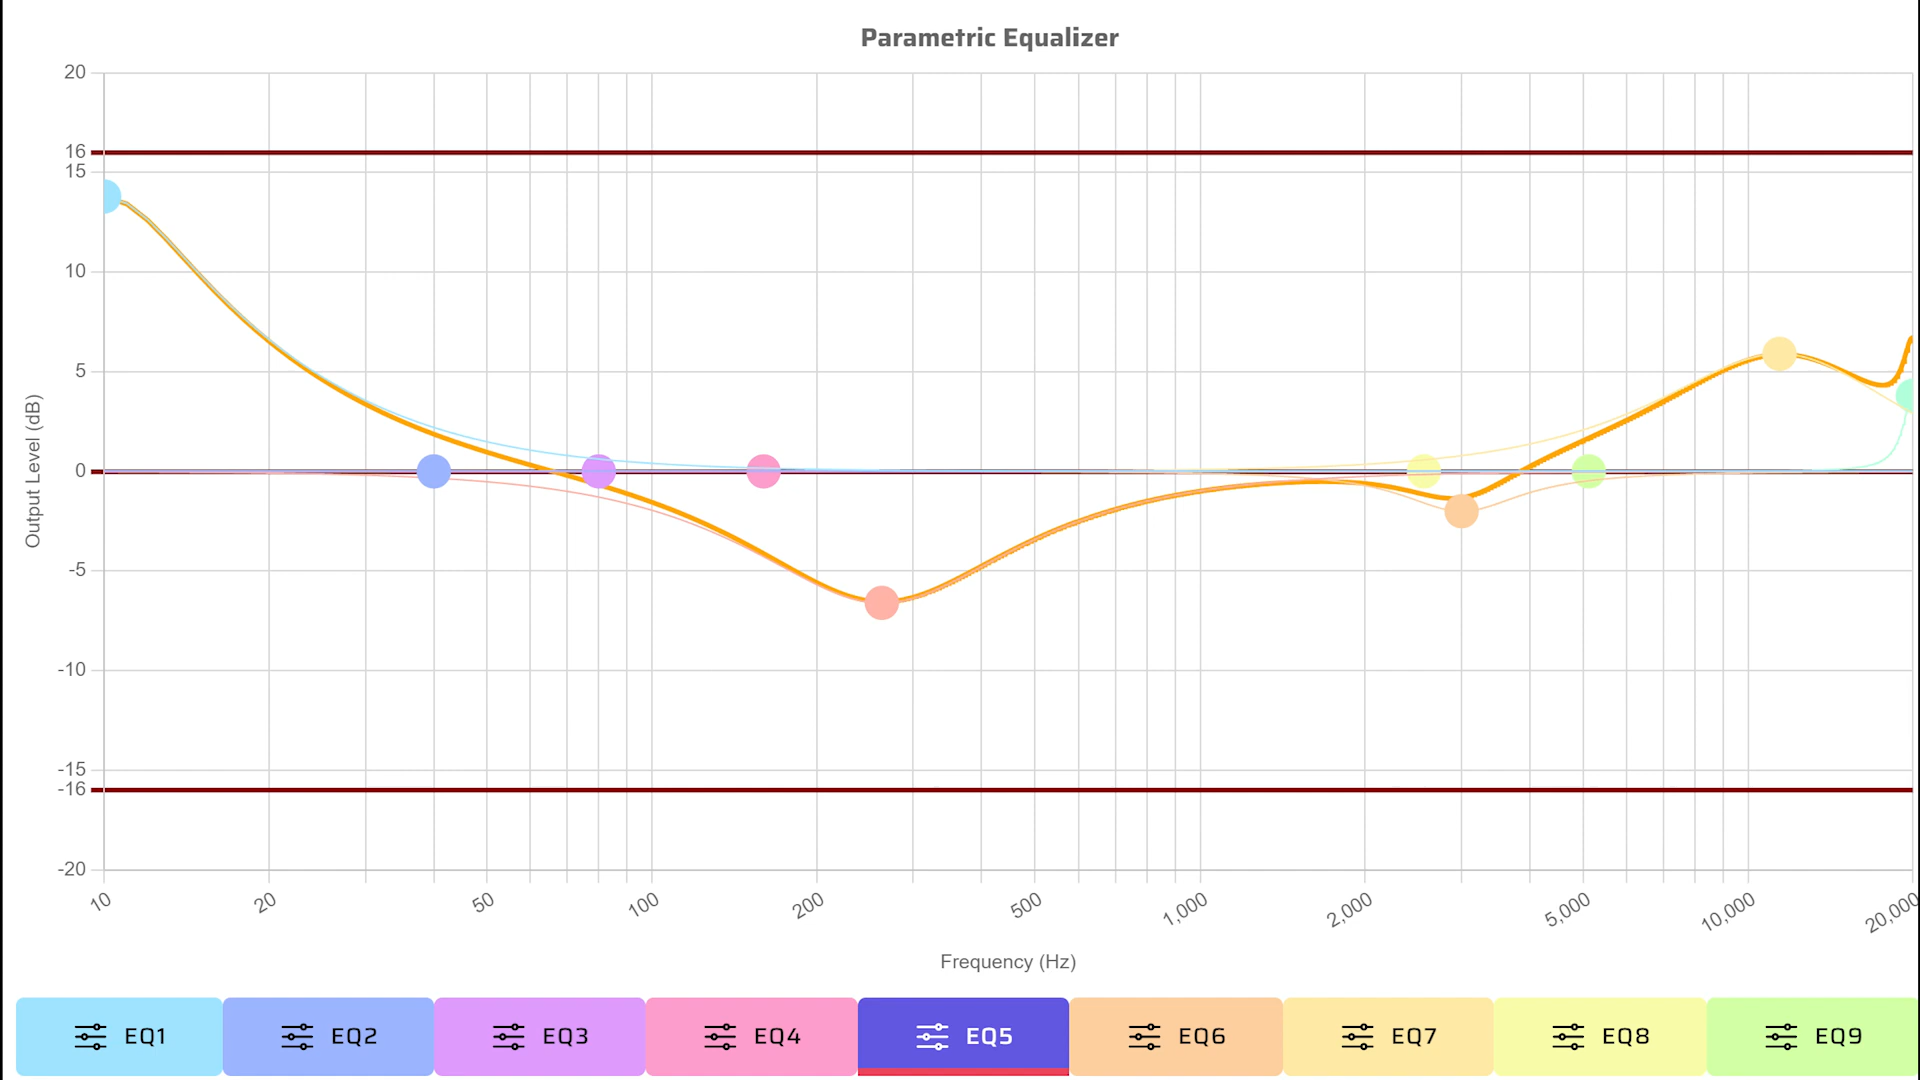 Parametric Equalizer
20
16
15
10
5
0
-5
-10
-15
-16
-20
Output Level (dB)
10 20 50 100 200 500 1,000 2,000 5,000 10,000 20,000
Frequency (Hz)
EQ1 EQ2 EQ3 EQ4 EQ5 EQ6 EQ7 EQ8 EQ9